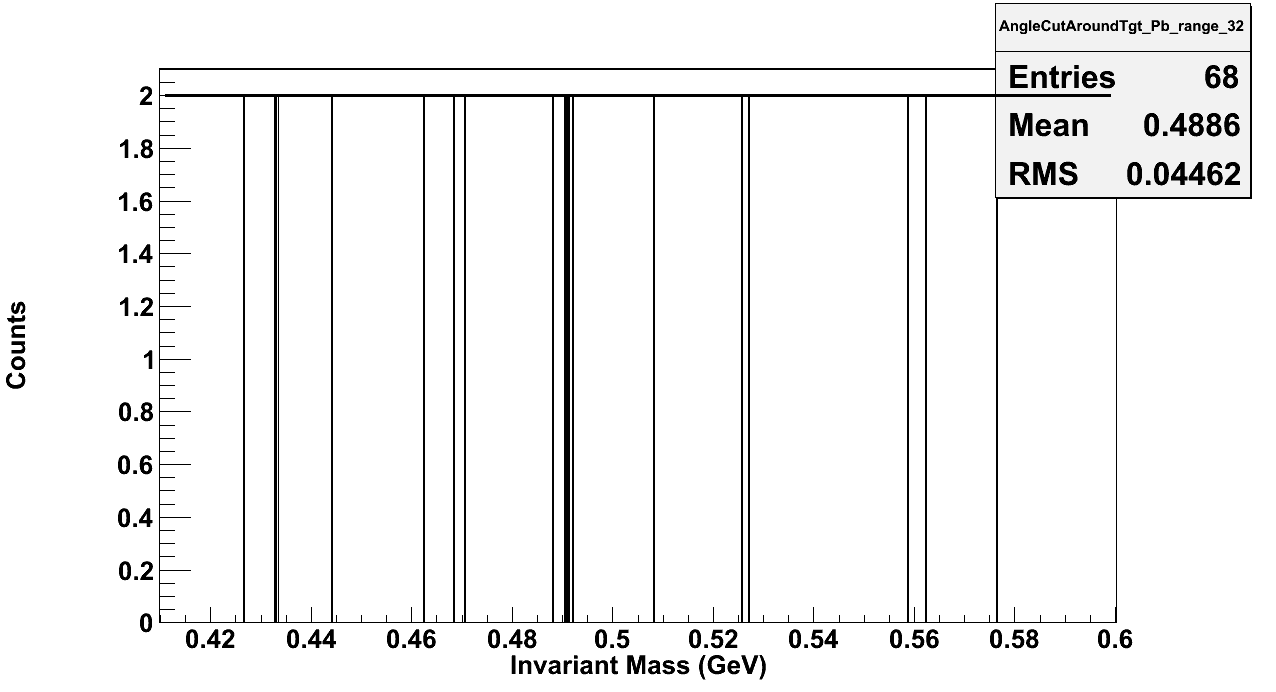 AngleCutAroundTgt_Pb_range_32
Entries 68
Mean 0.4886
RMS 0.04462
2
1.8
1.6
1.4
1.2
1
0.8
0.6
0.4
0.2
0
Counts
0.42 0.44 0.46 0.48 0.5 0.52 0.54 0.56 0.58 0.6
Invariant Mass (GeV)